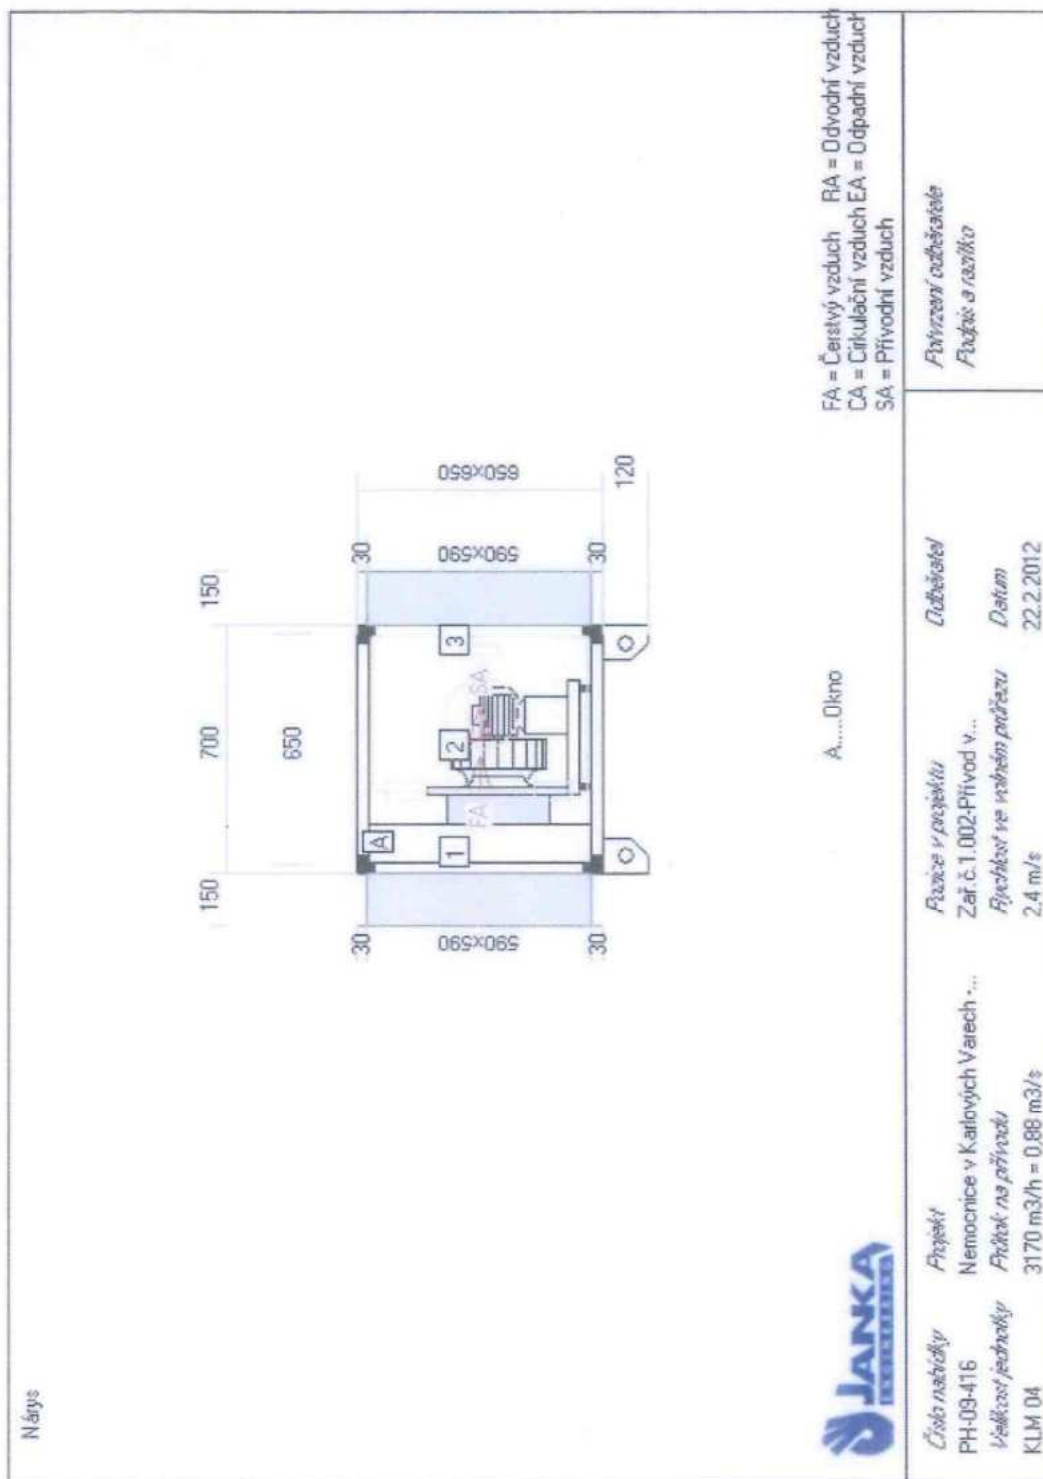 Nárys
150
700
150
650
30
590x590
30
30
590x590
30
650x650
120
A
1
2
3
FA
SA
A.....Okno
FA = Čerstvý vzduch RA = Odvodní vzduch
CA = Cirkulační vzduch EA = Odpadní vzduch
SA = Přívodní vzduch
JANKA
ENGINEERING
Číslo nabídky
PH-09-416
Velikost jednotky
KLM 04
Projekt
Nemocnice v Karlových Varech -...
Průtok na přívodu
3170 m3/h = 0,88 m3/s
Pozice v projektu
Zař.č.1.002-Přívod v...
Rychlost ve volném průřezu
2,4 m/s
Odběratel
Datum
22.2.2012
Potvrzení odběratele
Podpis a razítko